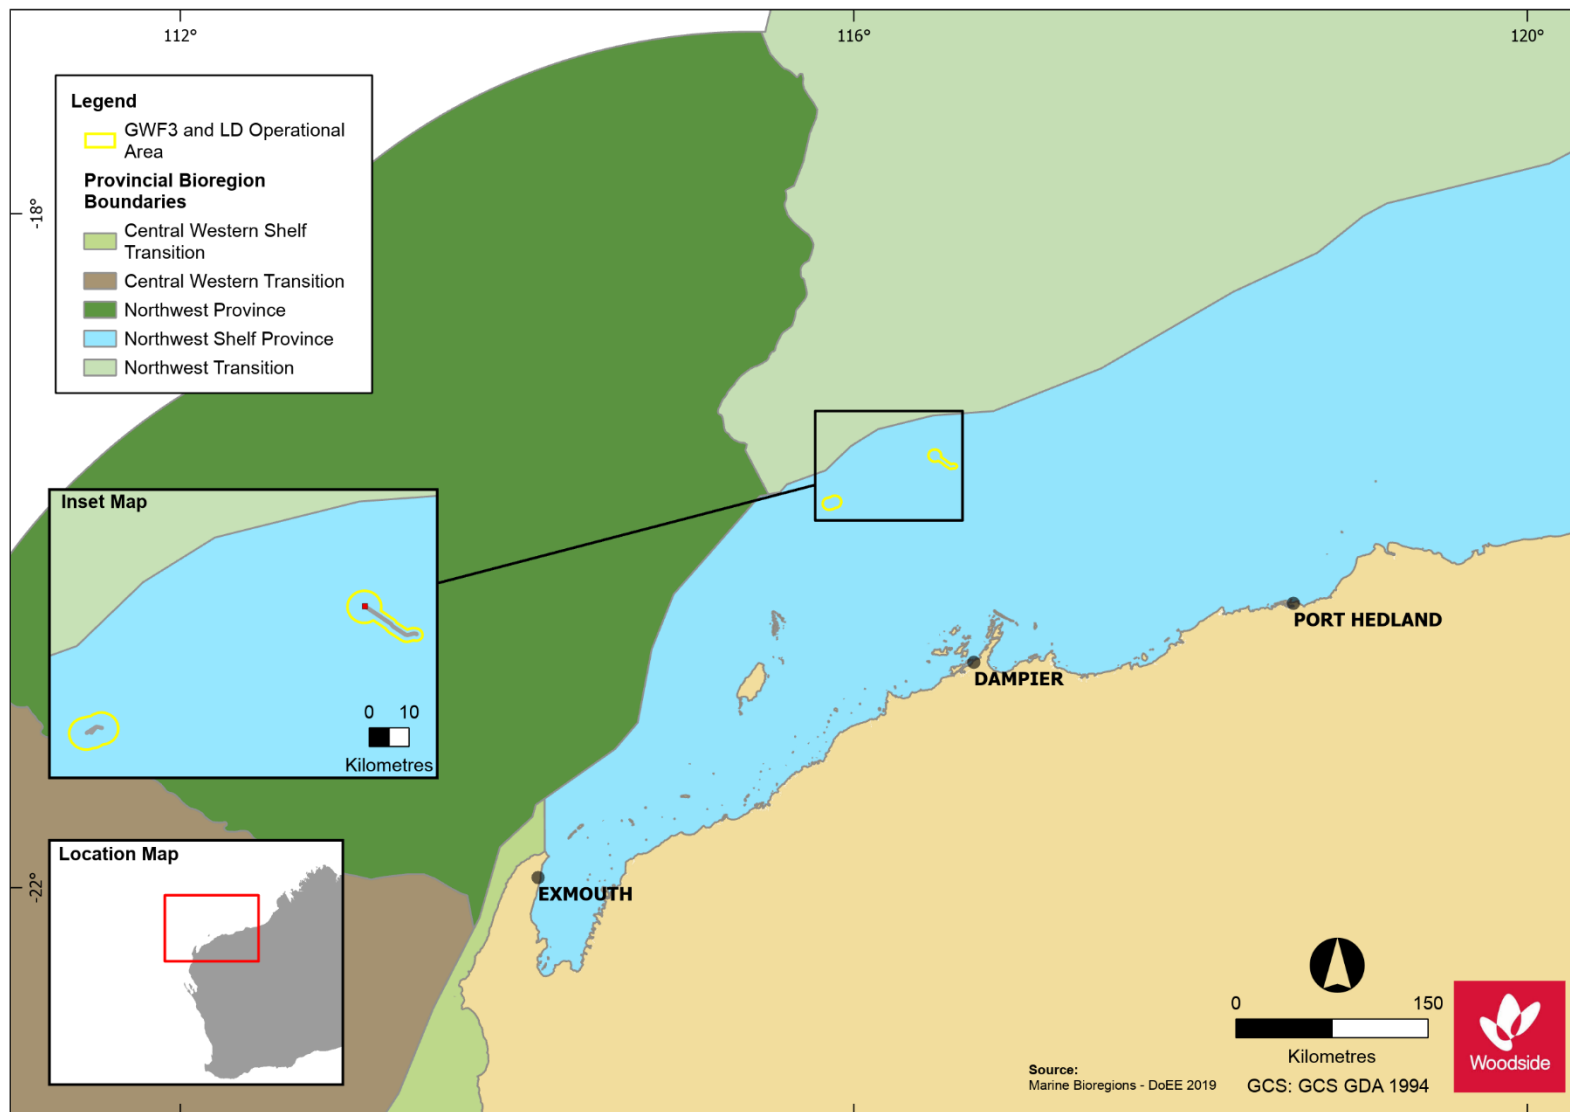 112°
116°
120°
-18°
-22°
Legend
GWF3 and LD Operational
Area
Provincial Bioregion
Boundaries
Central Western Shelf
Transition
Central Western Transition
Northwest Province
Northwest Shelf Province
Northwest Transition
Inset Map
0 10
Kilometres
PORT HEDLAND
DAMPIER
EXMOUTH
Location Map
0 150
Kilometres
Source:
Marine Bioregions - DoEE 2019
GCS: GCS GDA 1994
Woodside